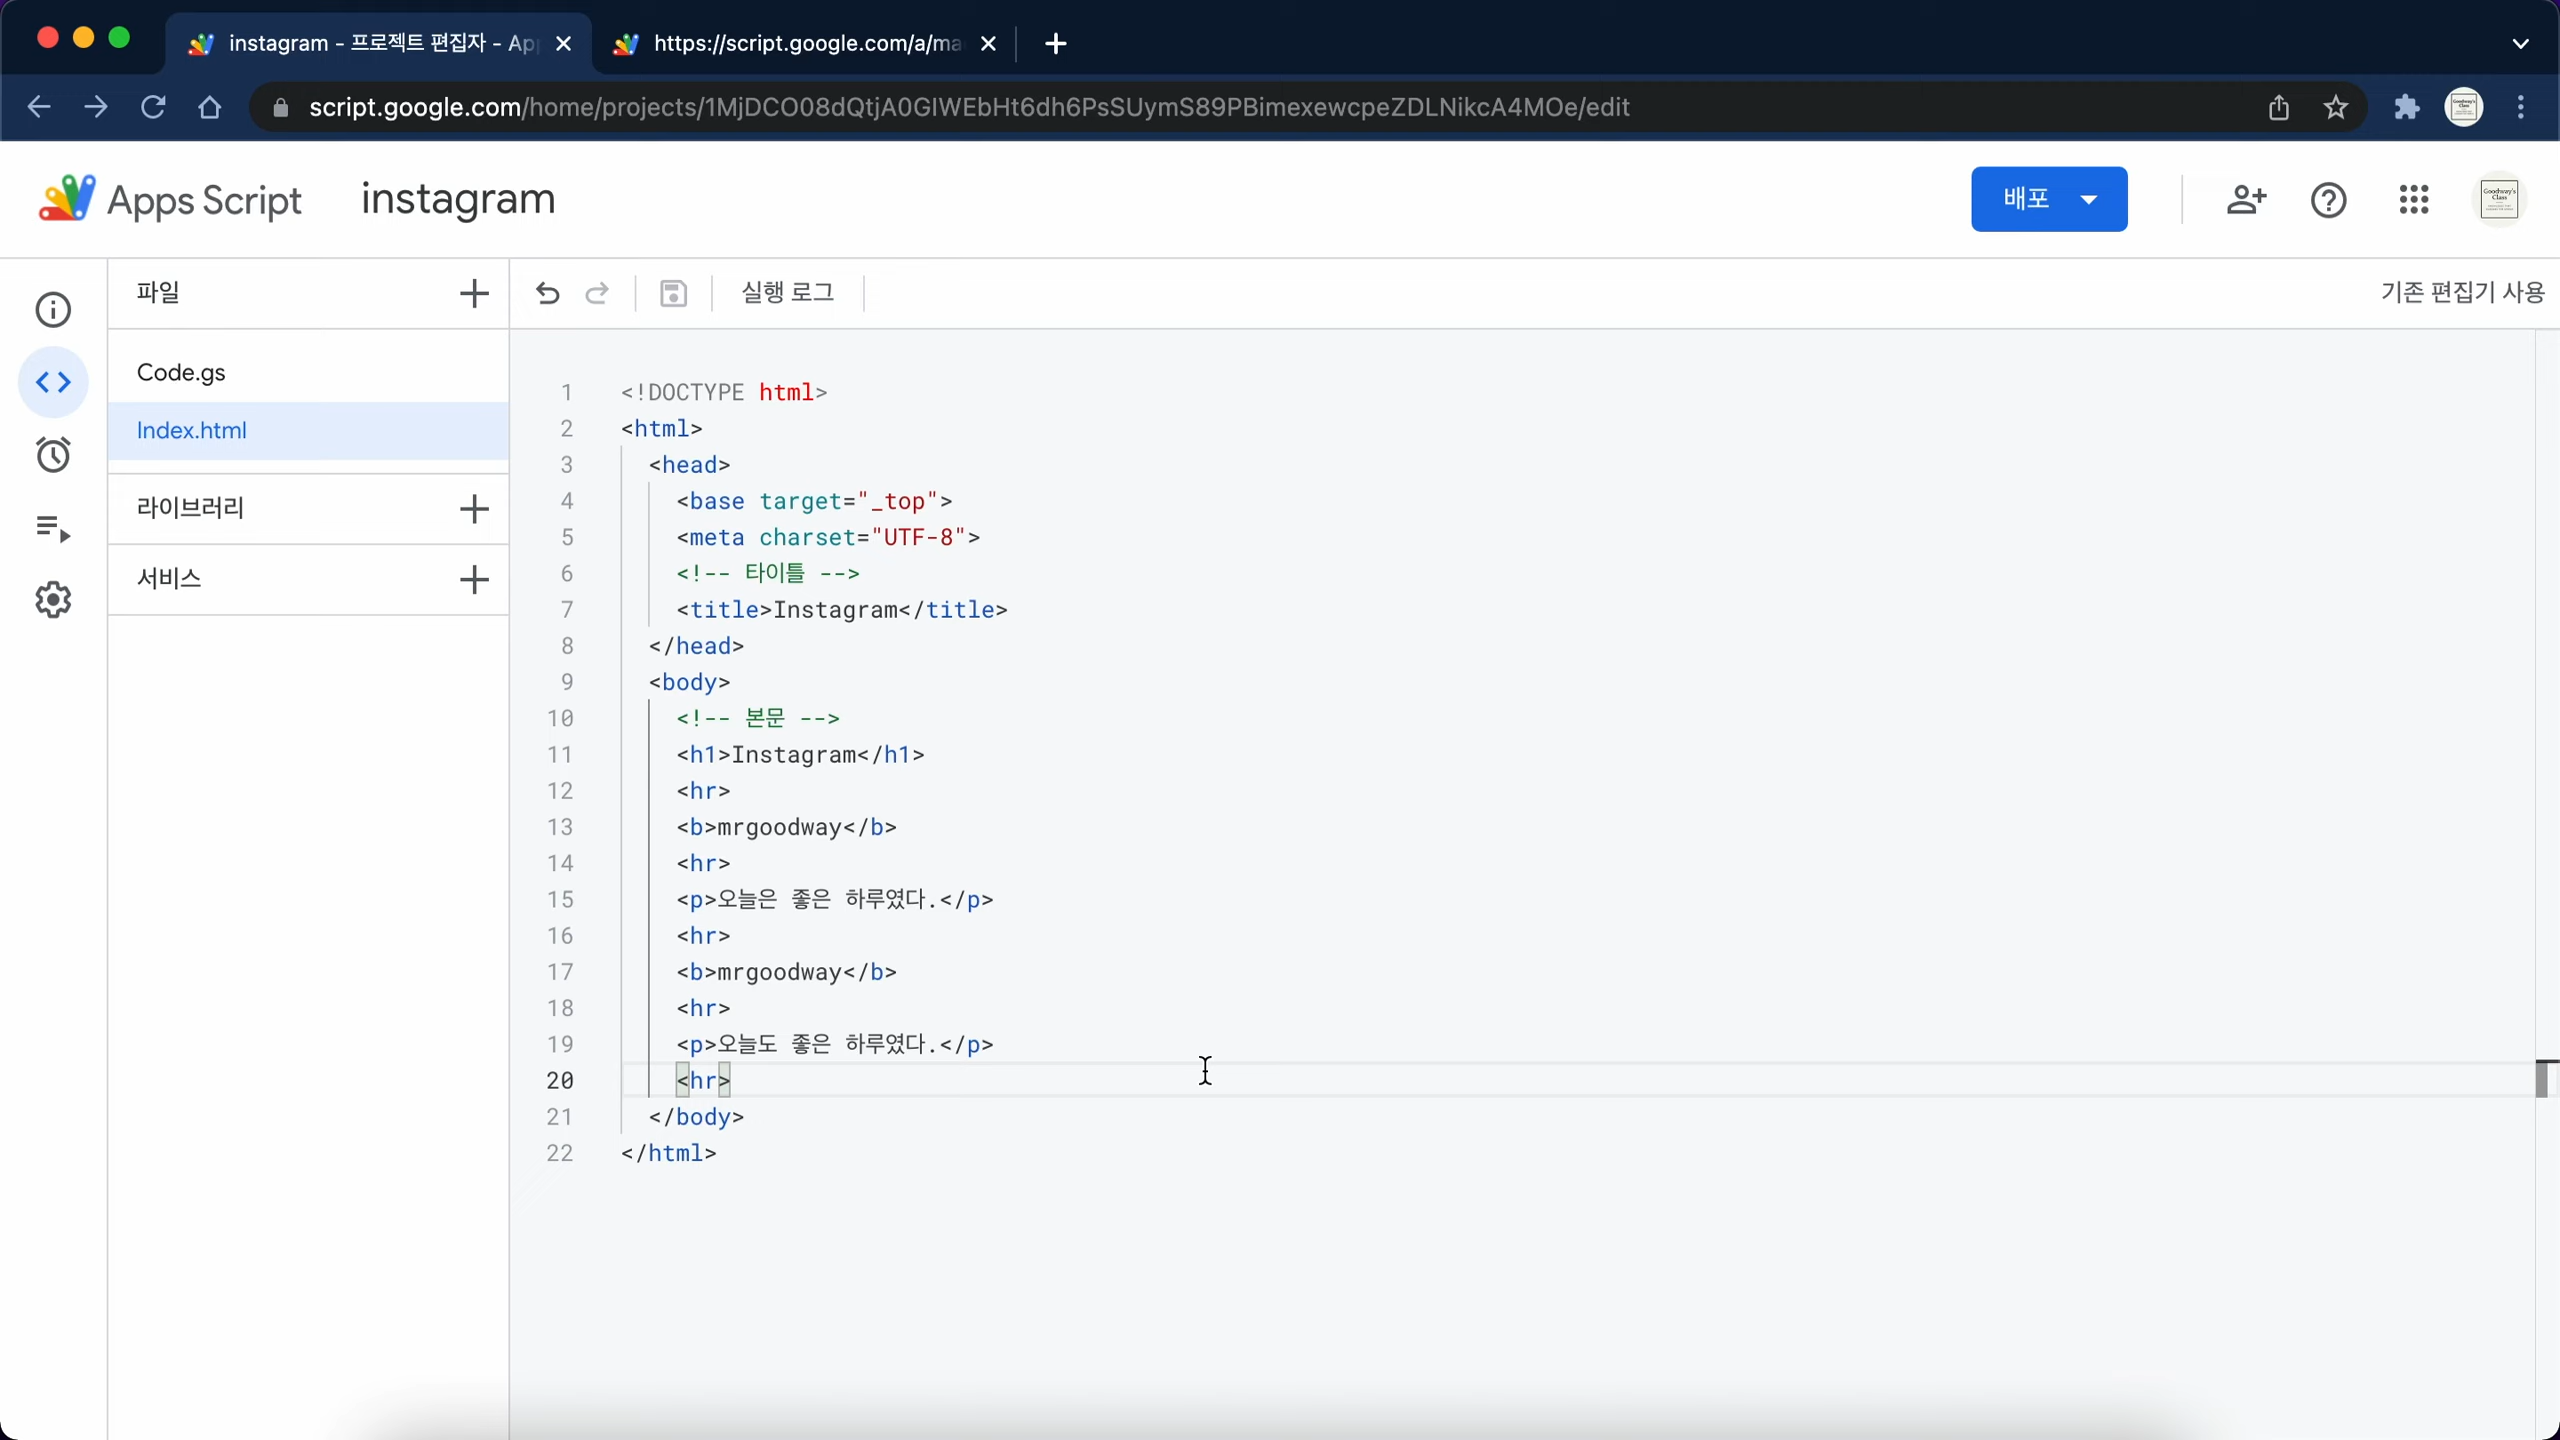 instagram - 프로젝트 편집자 - Ap
https://script.google.com/a/ma
script.google.com/home/projects/1MjDCO08dQtjA0GIWEbHt6dh6PsSUymS89PBimexewcpeZDLNikcA4MOe/edit
Apps Script
instagram
배포
파일
실행 로그
기존 편집기 사용
Code.gs
Index.html
라이브러리
서비스
1 <!DOCTYPE html>
2 <html>
3 <head>
4 <base target="_top">
5 <meta charset="UTF-8">
6 <!-- 타이틀 -->
7 <title>Instagram</title>
8 </head>
9 <body>
10 <!-- 본문 -->
11 <h1>Instagram</h1>
12 <hr>
13 <b>mrgoodway</b>
14 <hr>
15 <p>오늘은 좋은 하루였다.</p>
16 <hr>
17 <b>mrgoodway</b>
18 <hr>
19 <p>오늘도 좋은 하루였다.</p>
20 <hr>
21 </body>
22 </html>